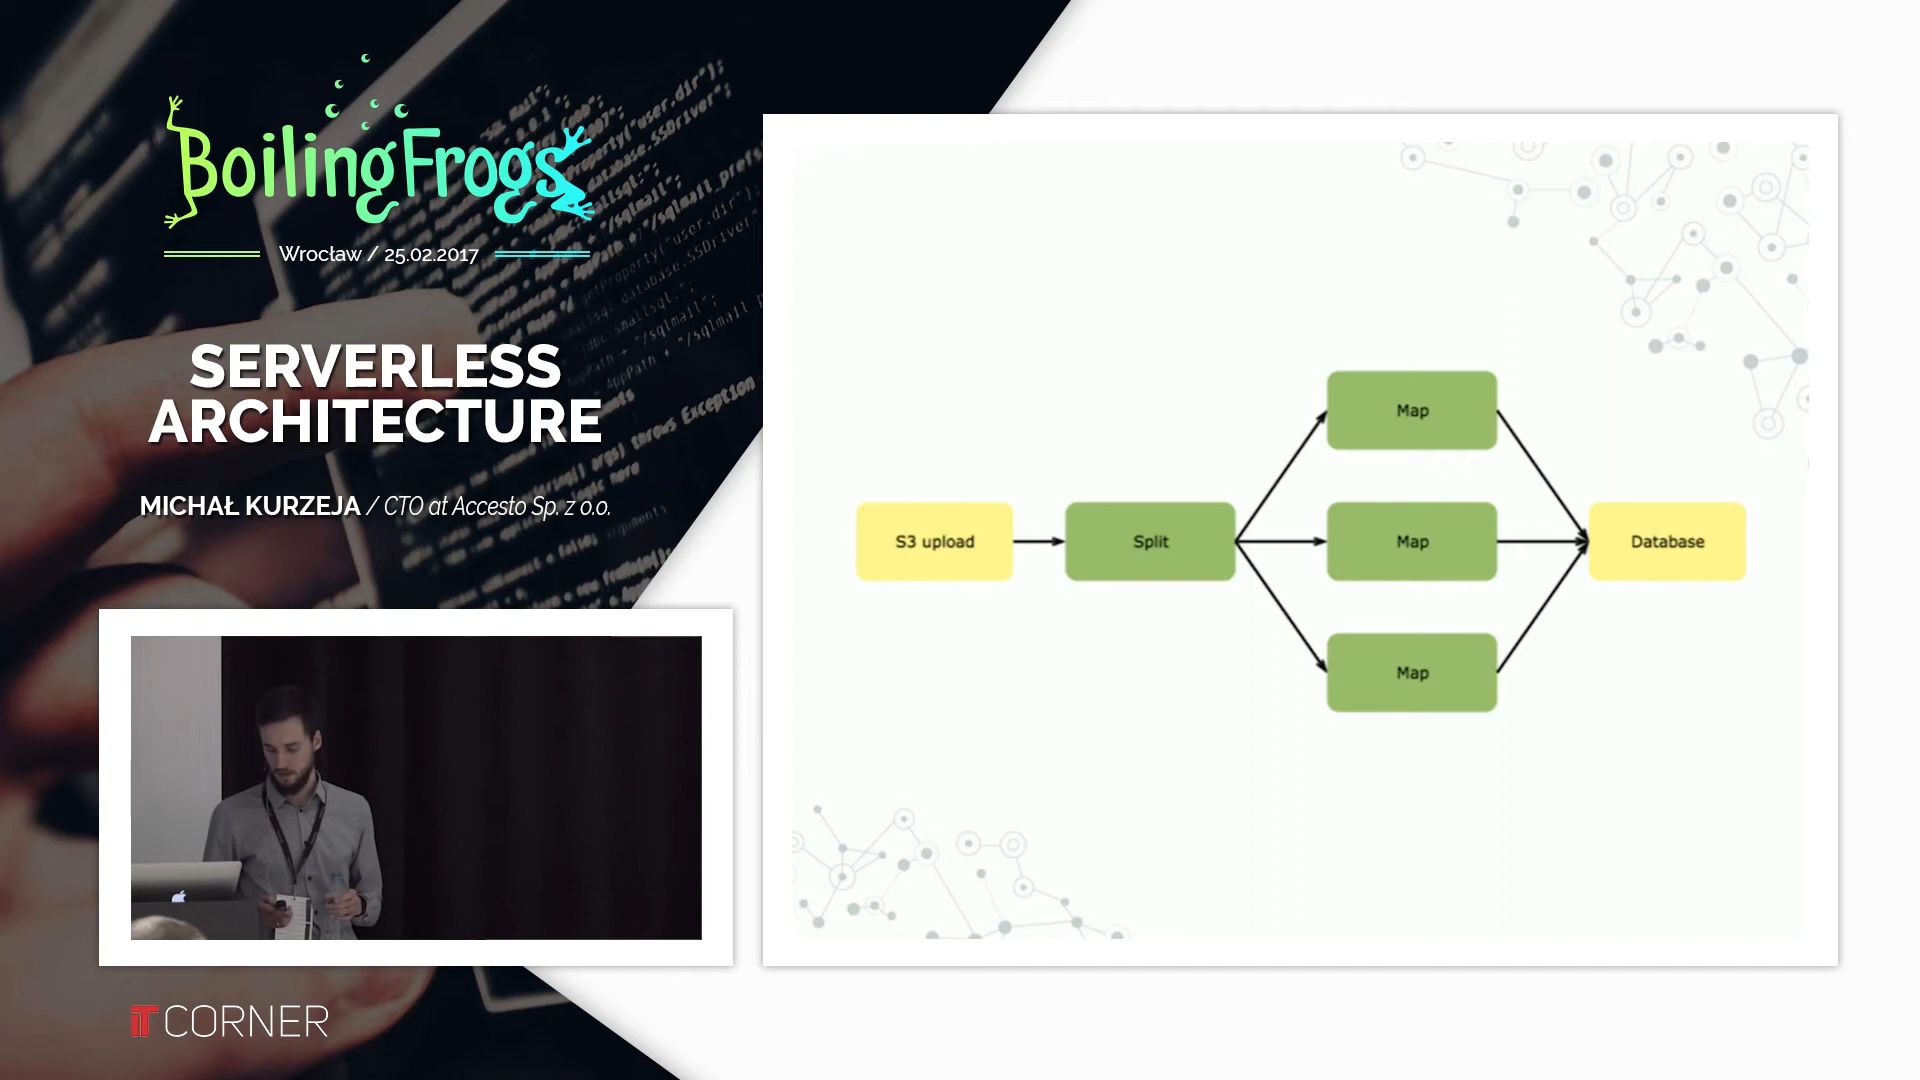 BoilingFrogs
Wrocław / 25.02.2017
SERVERLESS
ARCHITECTURE
MICHAŁ KURZEJA / CTO at Accesto Sp. z o.o.
S3 upload
Split
Map
Map
Map
Database
IT CORNER